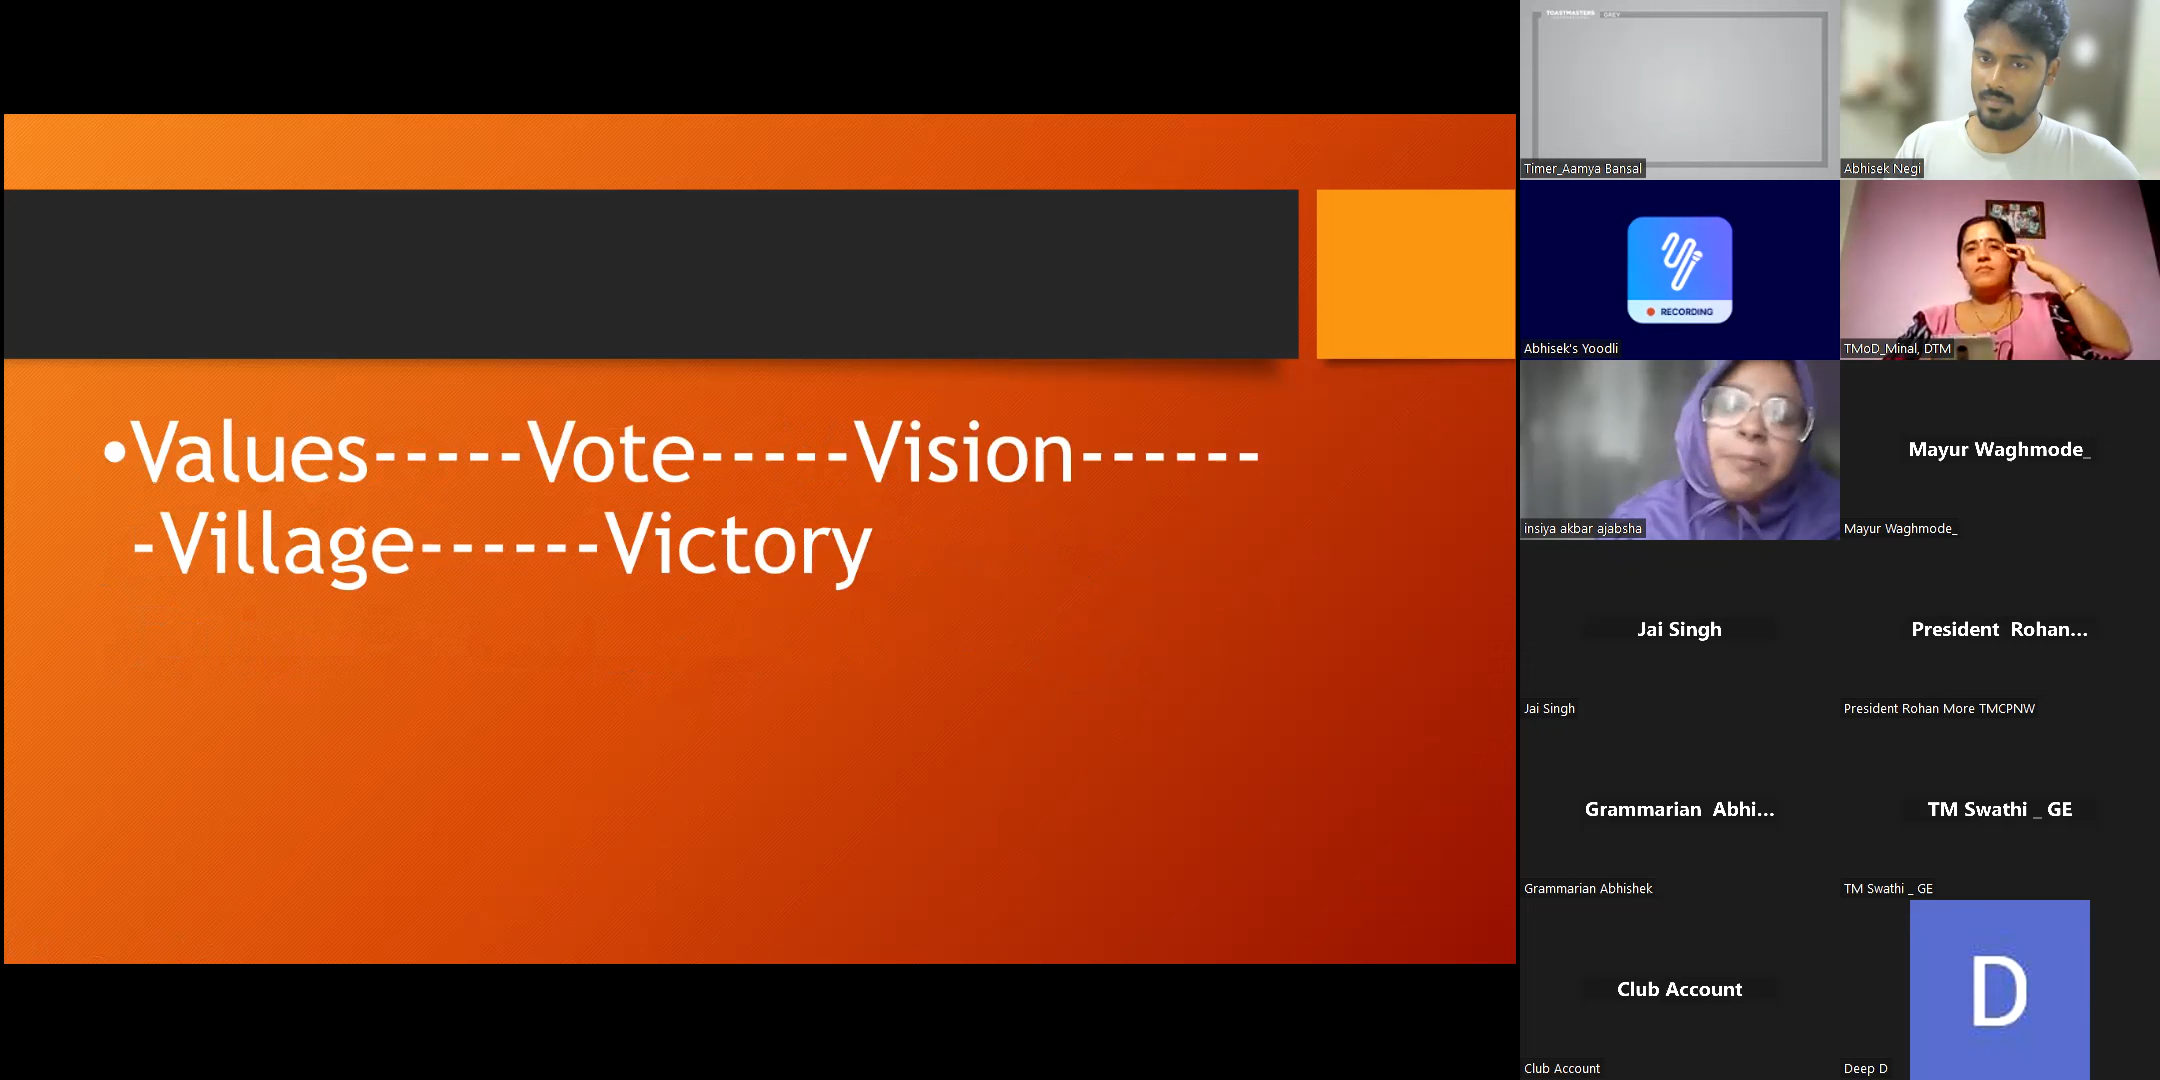 •Values-----Vote-----Vision------
-Village------Victory
TOASTMASTERS
GREY
Timer_Aamya Bansal
Abhisek Negi
RECORDING
Abhisek's Yoodli
TMoD_Minal, DTM
insiya akbar ajabsha
Mayur Waghmode_
Mayur Waghmode_
Jai Singh
Jai Singh
President Rohan...
President Rohan More TMCPNW
Grammarian Abhi...
Grammarian Abhishek
TM Swathi _ GE
TM Swathi _ GE
Club Account
Club Account
D
Deep D